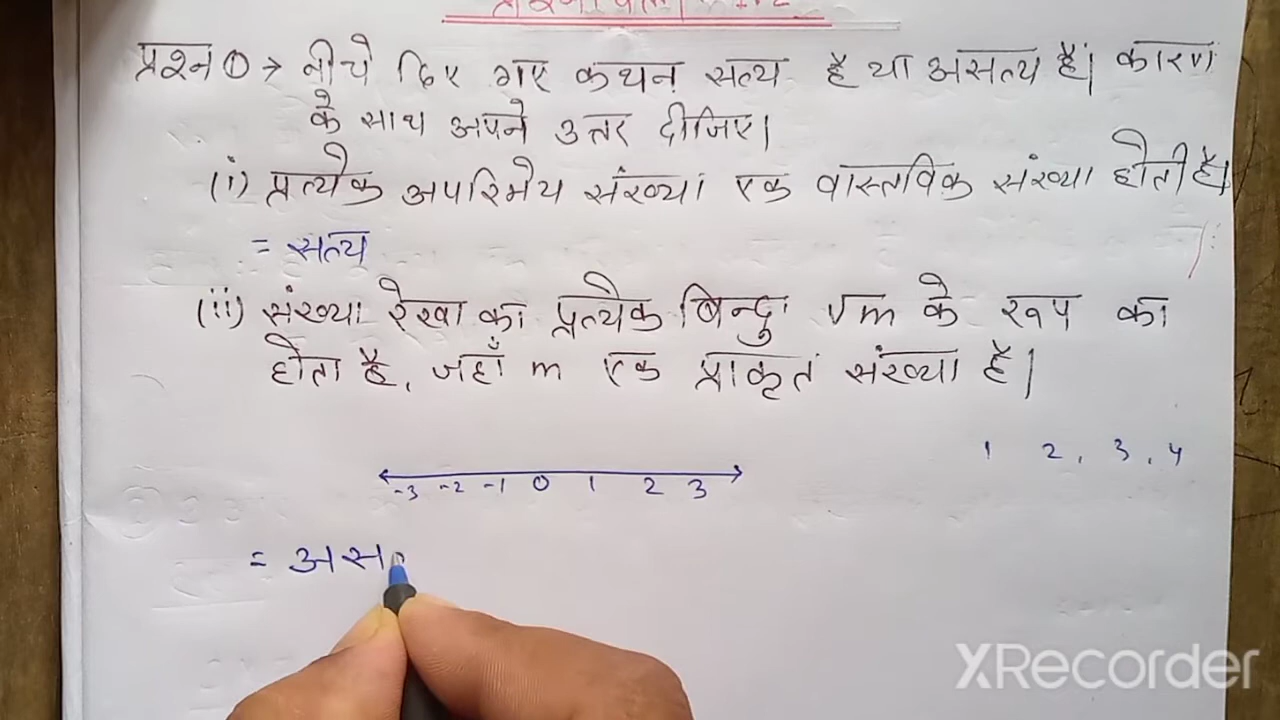 प्रश्न ① → नीचे दिए गए कथन सत्य है या असत्य हैं। कारण
के साथ अपने उत्तर दीजिए।
(i) प्रत्येक अपरिमेय संख्या एक वास्तविक संख्या होती है।
= सत्य
(ii) संख्या रेखा का प्रत्येक बिन्दु √m के रूप का
होता है, जहाँ m एक प्राकृत संख्या है।
1 2, 3, 4
-3 -2 -1 0 1 2 3
= अस
XRecorder